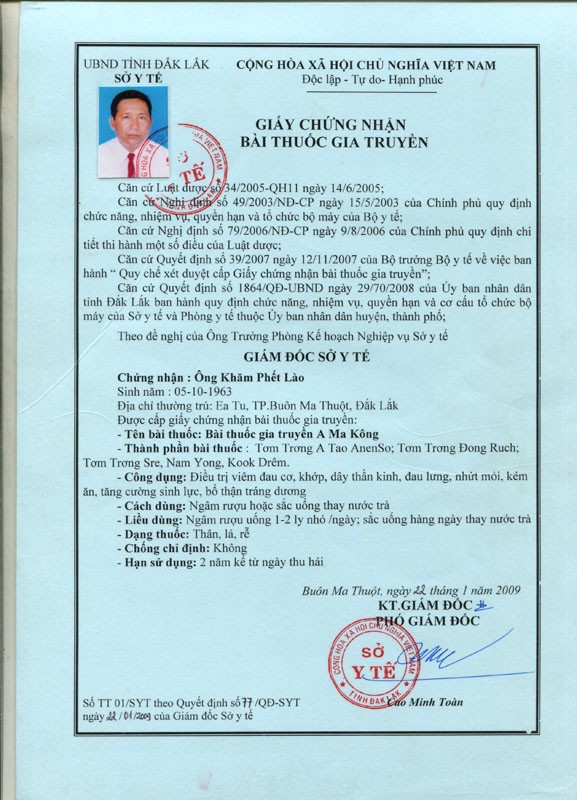 UBND TỈNH ĐẮK LẮK
SỞ Y TẾ
CỘNG HÒA XÃ HỘI CHỦ NGHĨA VIỆT NAM
Độc lập - Tự do- Hạnh phúc
GIẤY CHỨNG NHẬN
BÀI THUỐC GIA TRUYỀN
Căn cứ Luật dược số 34/2005-QH11 ngày 14/6/2005;
Căn cứ Nghị định số 49/2003/NĐ-CP ngày 15/5/2003 của Chính phủ quy định
chức năng, nhiệm vụ, quyền hạn và tổ chức bộ máy của Bộ y tế;
Căn cứ Nghị định số 79/2006/NĐ-CP ngày 9/8/2006 của Chính phủ quy định chi
tiết thi hành một số điều của Luật dược;
Căn cứ Quyết định số 39/2007 ngày 12/11/2007 của Bộ trưởng Bộ y tế về việc ban
hành “ Quy chế xét duyệt cấp Giấy chứng nhận bài thuốc gia truyền”;
Căn cứ Quyết định số 1864/QĐ-UBND ngày 29/70/2008 của Ủy ban nhân dân
tỉnh Đắk Lắk ban hành quy định chức năng, nhiệm vụ, quyền hạn và cơ cấu tổ chức bộ
máy của Sở y tế và Phòng y tế thuộc Ủy ban nhân dân huyện, thành phố;
Theo đề nghị của Ông Trưởng Phòng Kế hoạch Nghiệp vụ Sở y tế
GIÁM ĐỐC SỞ Y TẾ
Chứng nhận : Ông Khăm Phết Lào
Sinh năm : 05-10-1963
Địa chỉ thường trú: Ea Tu, TP.Buôn Ma Thuột, Đắk Lắk
Được cấp giấy chứng nhận bài thuốc gia truyền:
- Tên bài thuốc: Bài thuốc gia truyền A Ma Kông
- Thành phần bài thuốc : Tơm Trơng A Tao AnenSo; Tơm Trơng Đong Ruch;
Tơm Trơng Sre, Nam Yong, Kook Drêm.
- Công dụng: Điều trị viêm đau cơ, khớp, dây thần kinh, đau lưng, nhứt mỏi, kém
ăn, tăng cường sinh lực, bổ thận tráng dương
- Cách dùng: Ngâm rượu hoặc sắc uống thay nước trà
- Liều dùng: Ngâm rượu uống 1-2 ly nhỏ /ngày; sắc uống hàng ngày thay nước trà
- Dạng thuốc: Thân, lá, rễ
- Chống chỉ định: Không
- Hạn sử dụng: 2 năm kể từ ngày thu hái
Buôn Ma Thuột, ngày 22 tháng 1 năm 2009
KT.GIÁM ĐỐC
PHÓ GIÁM ĐỐC
CỘNG HÒA XÃ HỘI CHỦ NGHĨA VIỆT NAM
SỞ
Y TẾ
TỈNH ĐẮK LẮK
Cao Minh Toàn
Số TT 01/SYT theo Quyết định số 77 /QĐ-SYT
ngày 22/01/2009 của Giám đốc Sở y tế